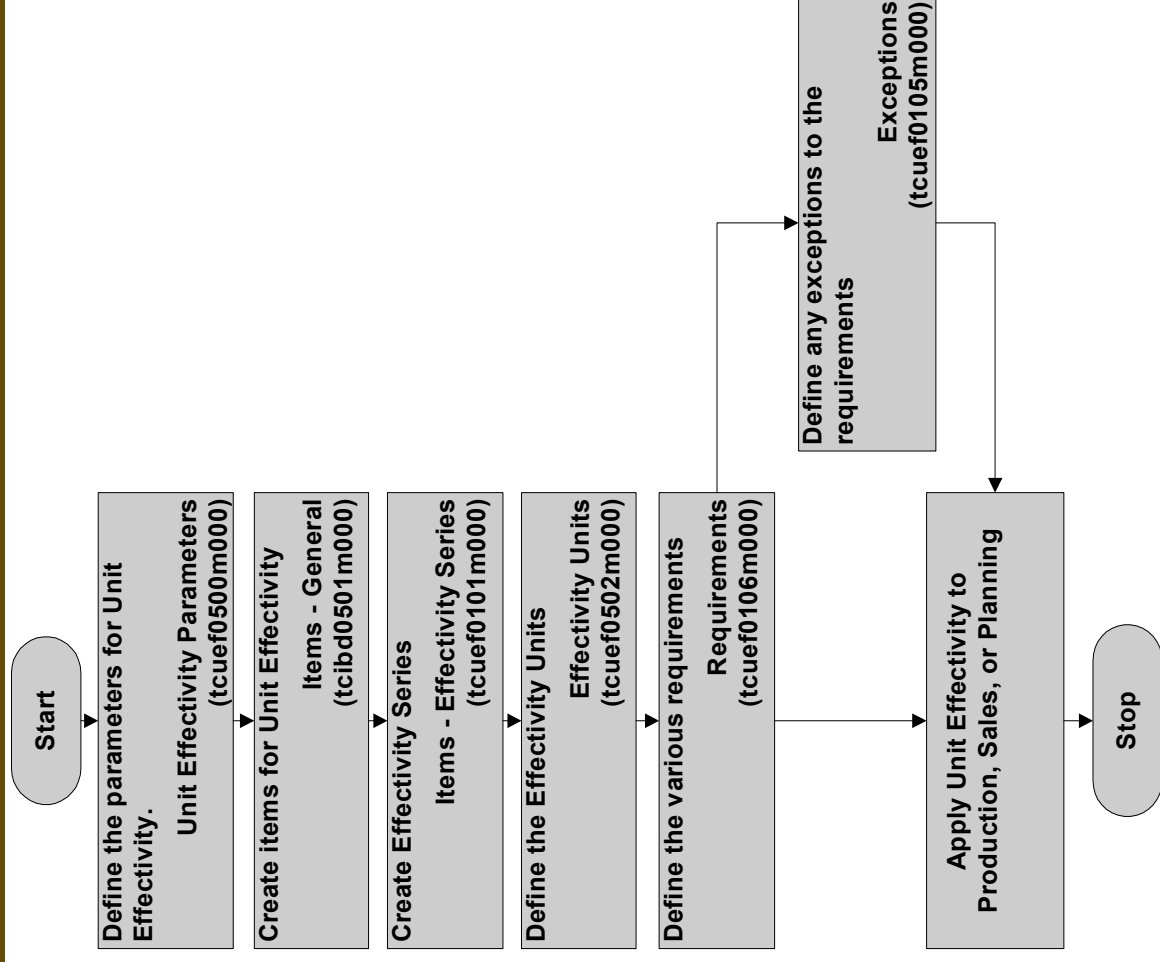 Start
Define the parameters for Unit
Effectivity.
Unit Effectivity Parameters
(tcuef0500m000)
Create items for Unit Effectivity
Items - General
(tcibd0501m000)
Create Effectivity Series
Items - Effectivity Series
(tcuef0101m000)
Define the Effectivity Units
Effectivity Units
(tcuef0502m000)
Define the various requirements
Requirements
(tcuef0106m000)
Define any exceptions to the
requirements
Exceptions
(tcuef0105m000)
Apply Unit Effectivity to
Production, Sales, or Planning
Stop